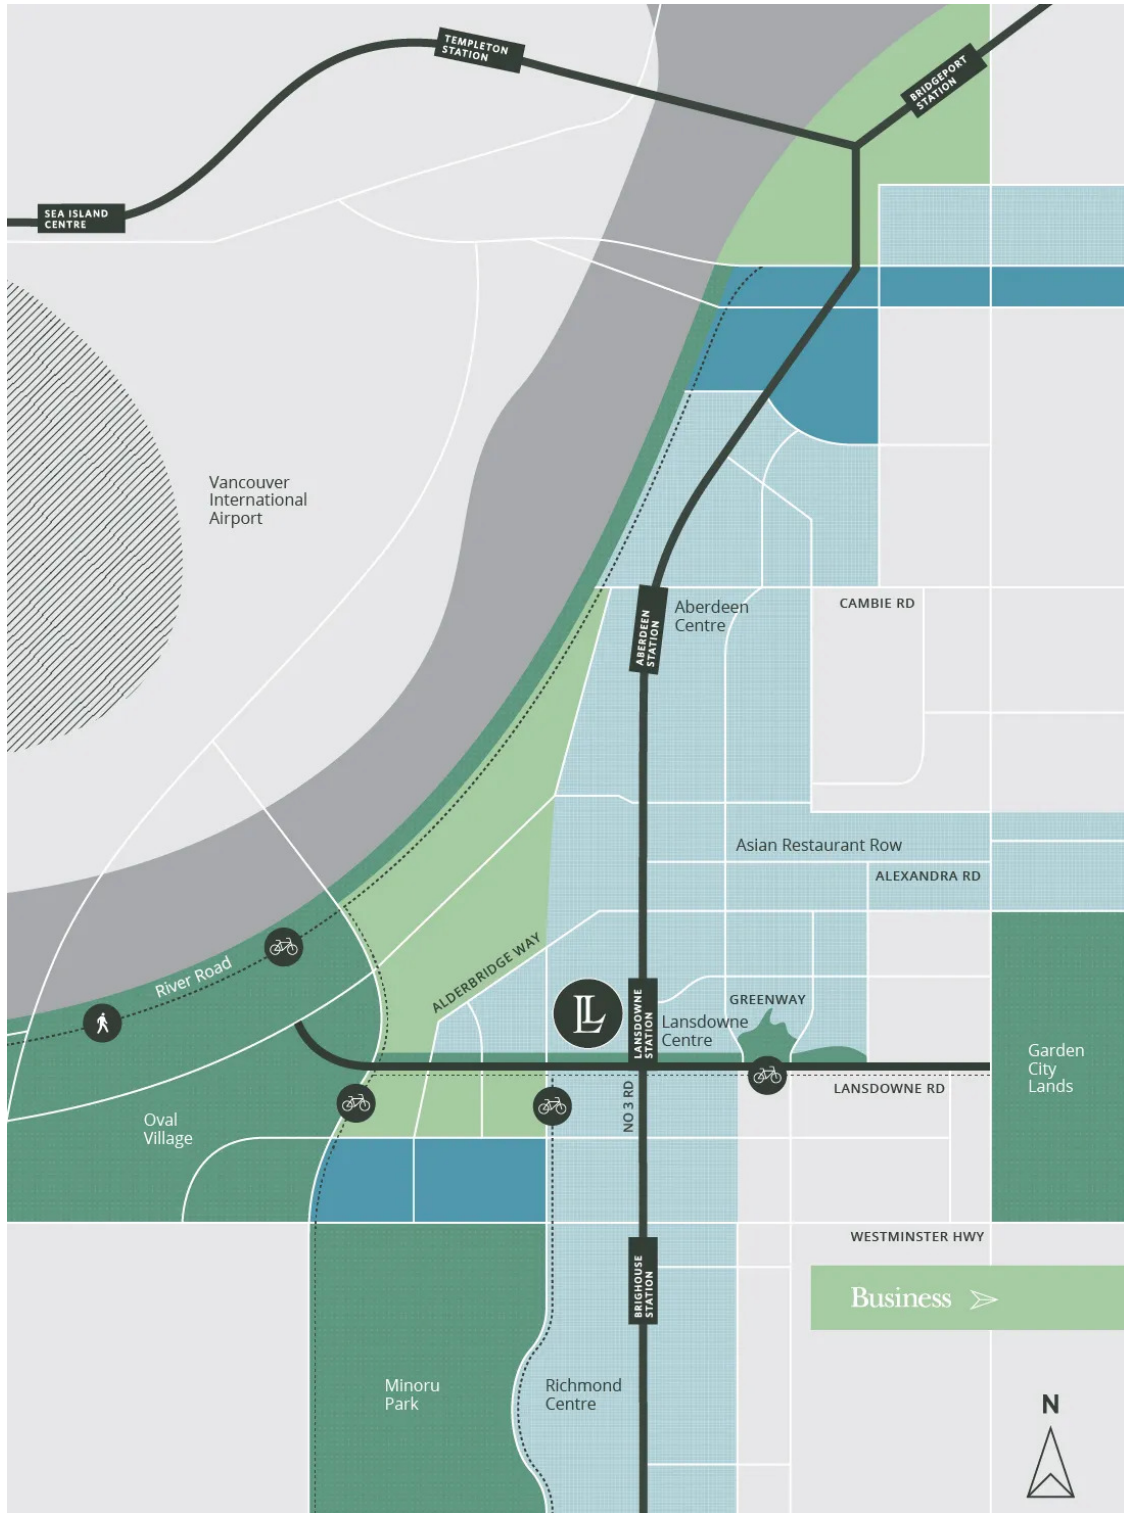 TEMPLETON
STATION
BRIDGEPORT
STATION
SEA ISLAND
CENTRE
Vancouver
International
Airport
CAMBIE RD
Aberdeen
Centre
ABERDEEN
STATION
Asian Restaurant Row
ALEXANDRA RD
ALDERBRIDGE WAY
River Road
LL
LANSDOWNE
STATION
GREENWAY
Lansdowne
Centre
Garden
City
Lands
LANSDOWNE RD
NO 3 RD
Oval
Village
WESTMINSTER HWY
BRIGHOUSE
STATION
Business
Minoru
Park
Richmond
Centre
N